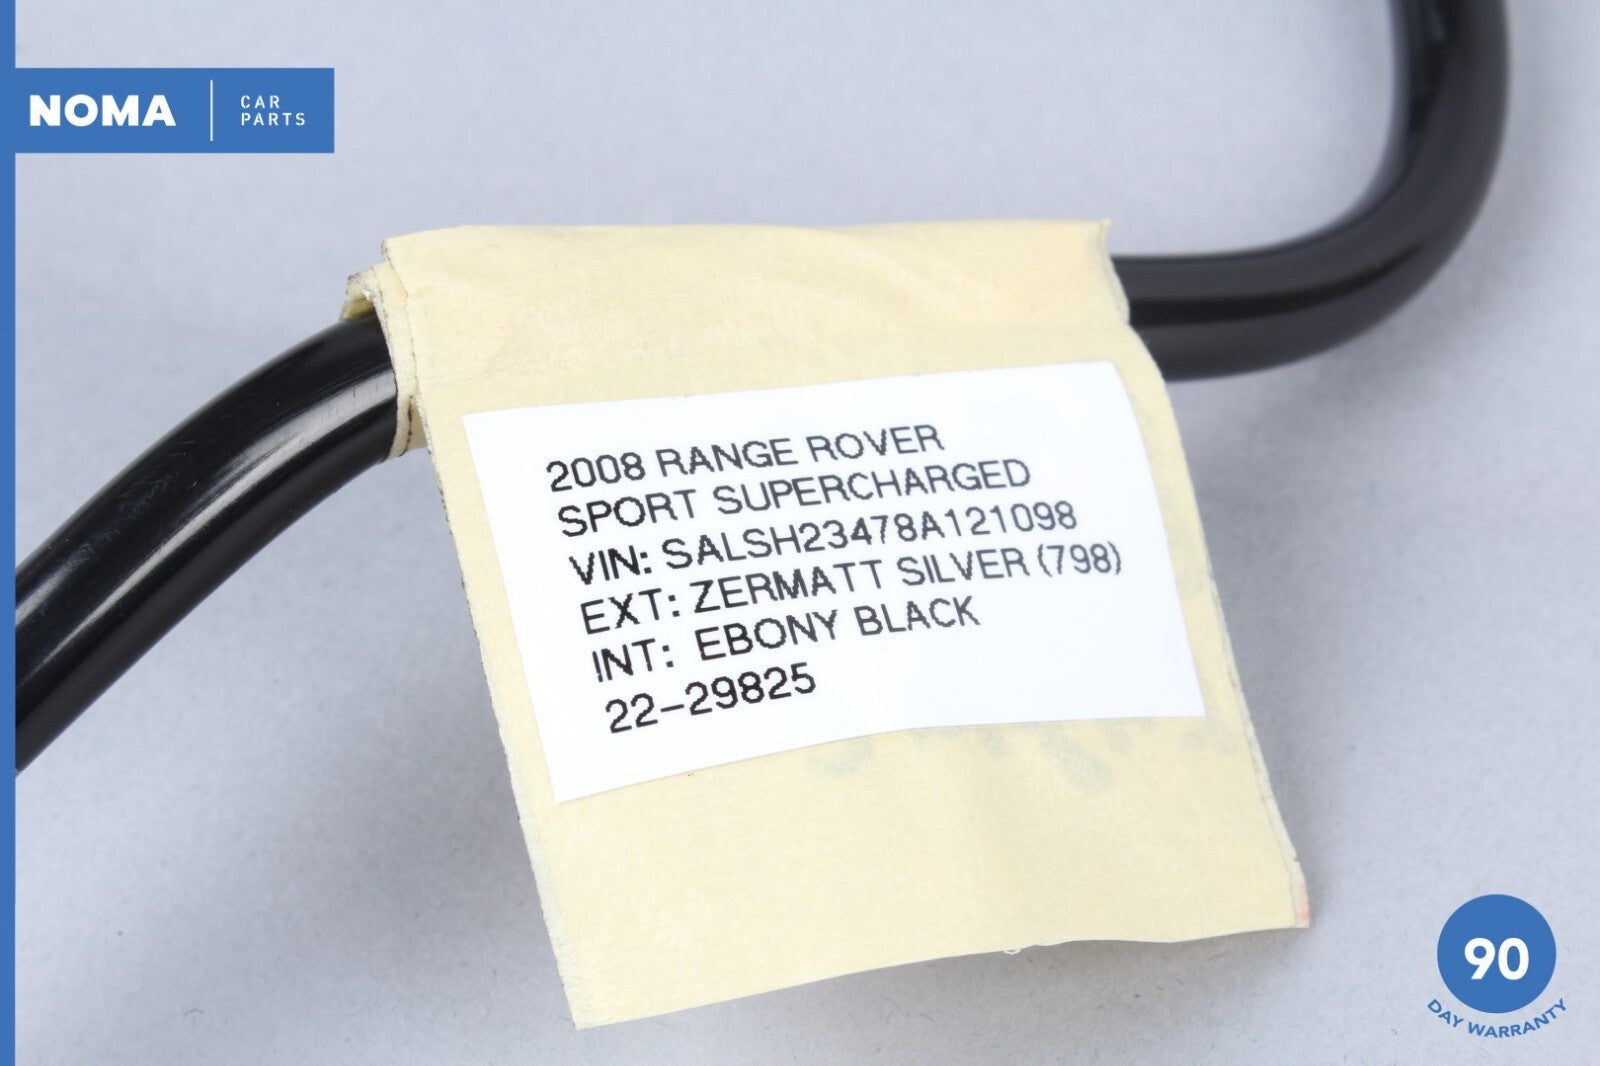 NOMA
CAR
PARTS
2008 RANGE ROVER
SPORT SUPERCHARGED
VIN: SALSH23478A121098
EXT: ZERMATT SILVER (798)
INT: EBONY BLACK
22-29825
90
DAY WARRANTY